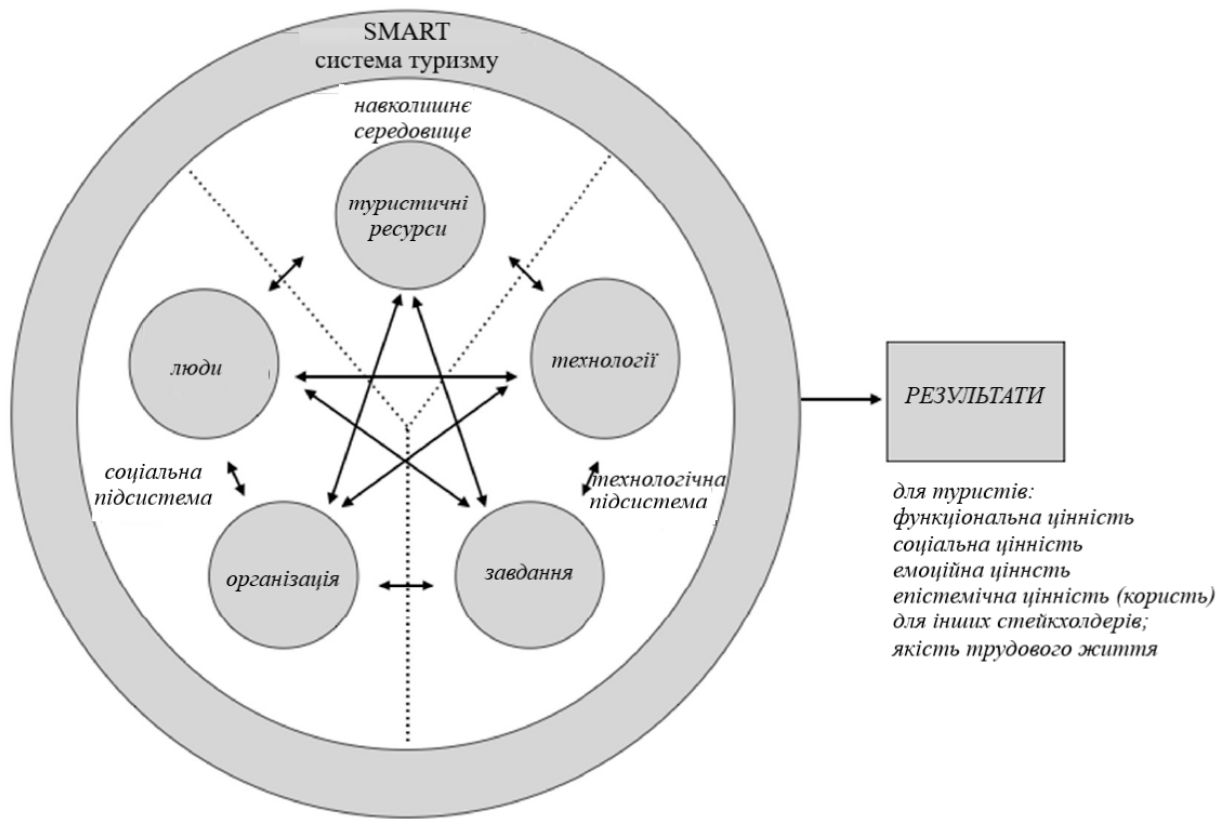 SMART
система туризму
навколишнє
середовище
туристичні
ресурси
люди
технології
соціальна
підсистема
технологічна
підсистема
організація
завдання
РЕЗУЛЬТАТИ
для туристів:
функціональна цінність
соціальна цінність
емоційна ціннсть
епістемічна цінність (користь)
для інших стейкхолдерів;
якість трудового життя